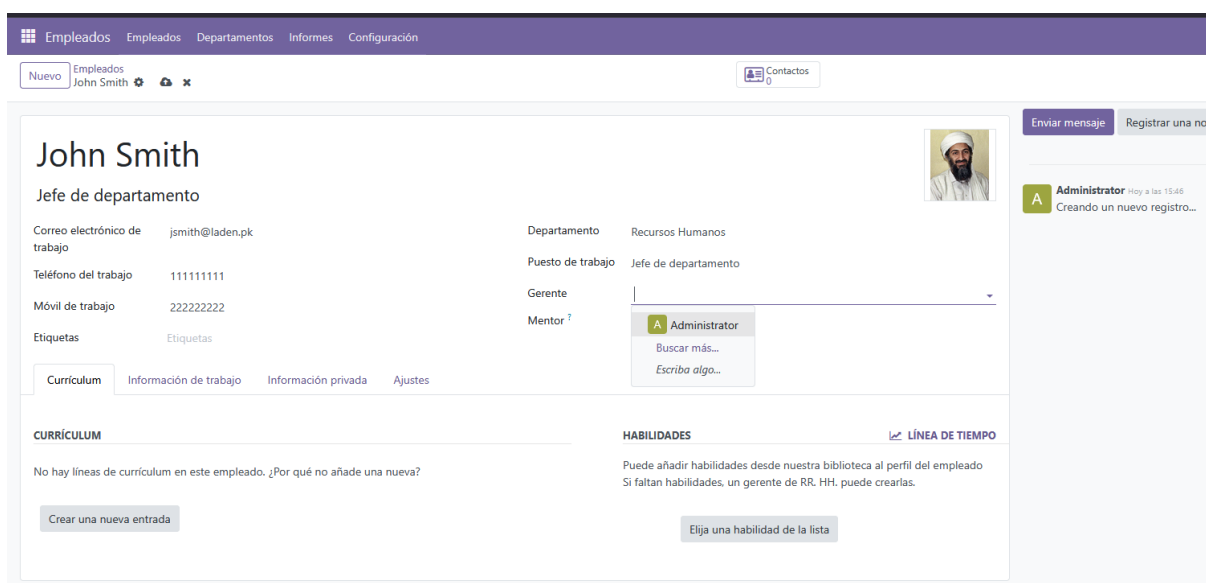 Empleados Empleados Departamentos Informes Configuración
Nuevo Empleados
John Smith
Contactos
0
Enviar mensaje Registrar una no
John Smith
Jefe de departamento
Administrator Hoy a las 15:46
A
Creando un nuevo registro...
Correo electrónico de trabajo jsmith@laden.pk
Teléfono del trabajo 111111111
Móvil de trabajo 222222222
Etiquetas Etiquetas
Departamento Recursos Humanos
Puesto de trabajo Jefe de departamento
Gerente
Mentor ?
A Administrator
Buscar más...
Escriba algo...
Currículum Información de trabajo Información privada Ajustes
CURRÍCULUM
No hay líneas de currículum en este empleado. ¿Por qué no añade una nueva?
Crear una nueva entrada
HABILIDADES LÍNEA DE TIEMPO
Puede añadir habilidades desde nuestra biblioteca al perfil del empleado
Si faltan habilidades, un gerente de RR. HH. puede crearlas.
Elija una habilidad de la lista